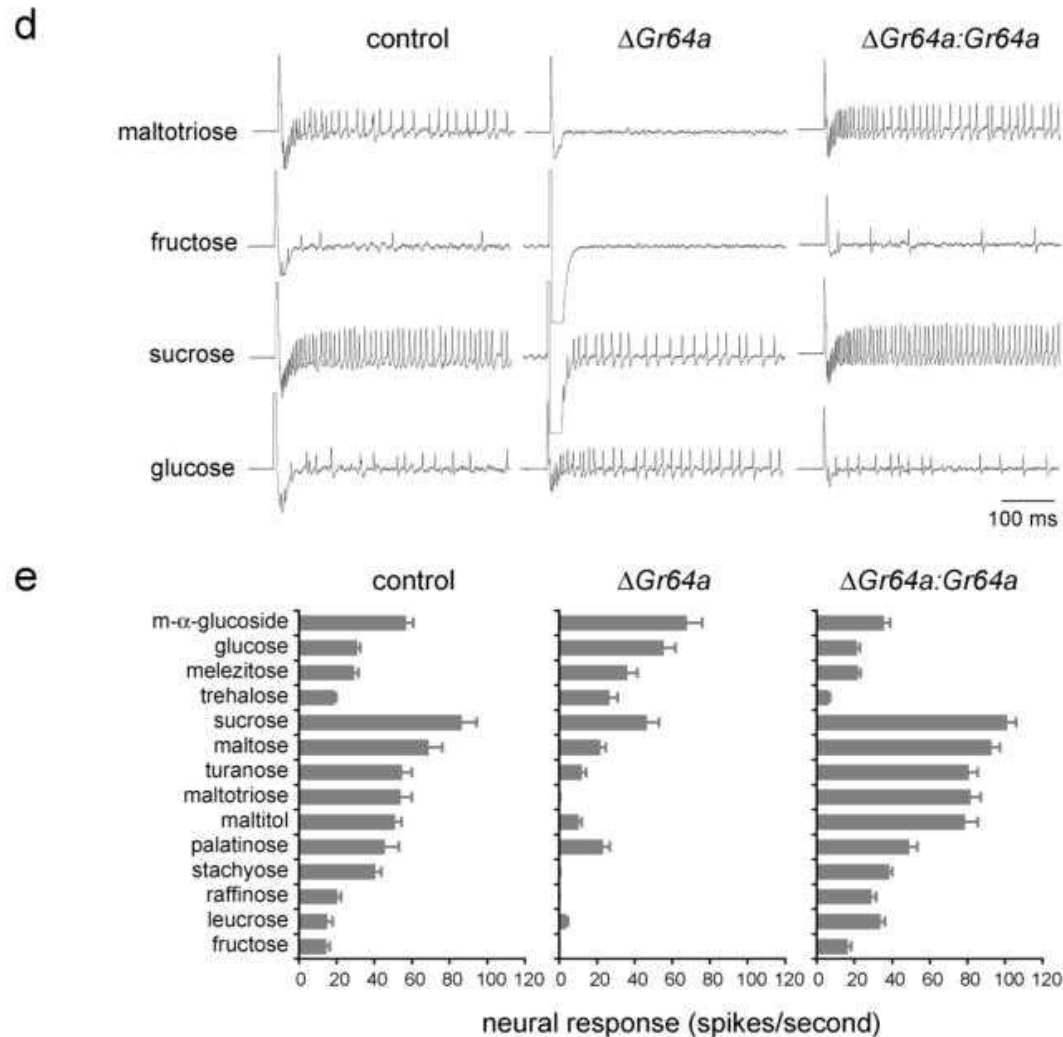 d
control ΔGr64a ΔGr64a:Gr64a
maltotriose
fructose
sucrose
glucose
100 ms
e
control ΔGr64a ΔGr64a:Gr64a
m-α-glucoside
glucose
melezitose
trehalose
sucrose
maltose
turanose
maltotriose
maltitol
palatinose
stachyose
raffinose
leucrose
fructose
0 20 40 60 80 100 120 0 20 40 60 80 100 120 0 20 40 60 80 100 120
neural response (spikes/second)